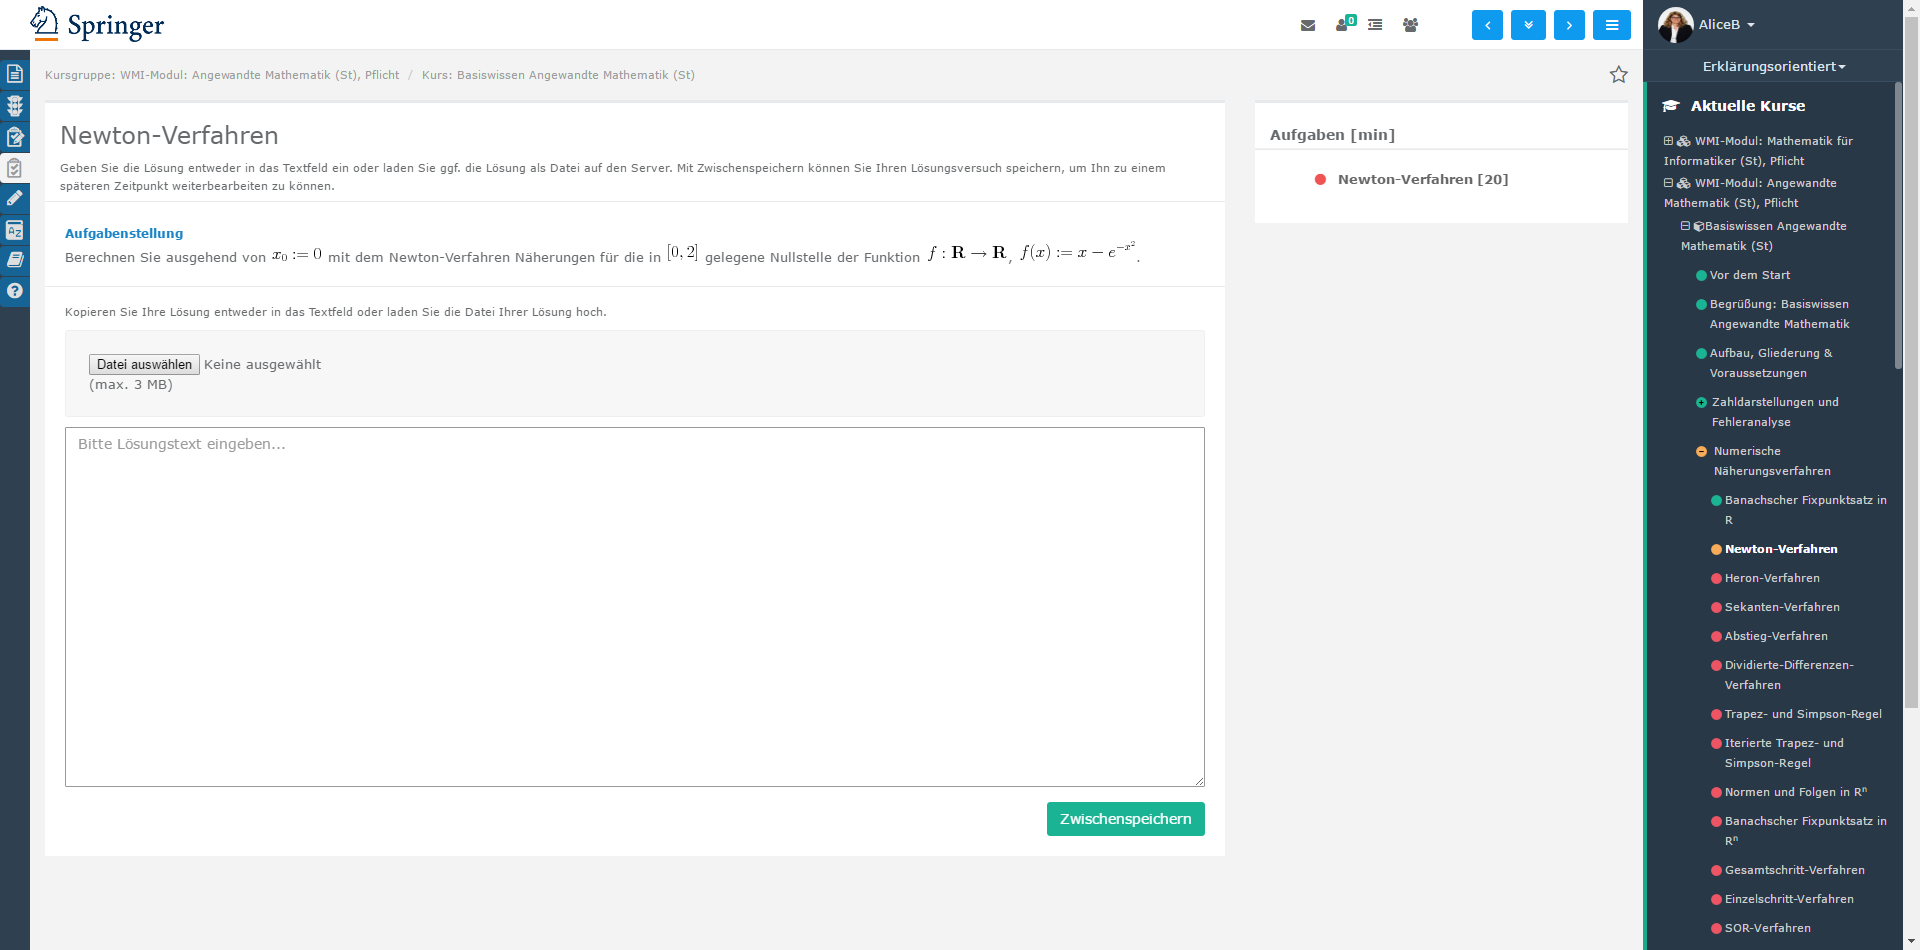 Springer
0
AliceB
Erklärungsorientiert
Kursgruppe: WMI-Modul: Angewandte Mathematik (St), Pflicht / Kurs: Basiswissen Angewandte Mathematik (St)
Newton-Verfahren
Geben Sie die Lösung entweder in das Textfeld ein oder laden Sie ggf. die Lösung als Datei auf den Server. Mit Zwischenspeichern können Sie Ihren Lösungsversuch speichern, um Ihn zu einem
späteren Zeitpunkt weiterbearbeiten zu können.
Aufgabenstellung
Berechnen Sie ausgehend von x₀ := 0 mit dem Newton-Verfahren Näherungen für die in [0, 2] gelegene Nullstelle der Funktion f : R → R, f(x) := x − e^{−x²}.
Kopieren Sie Ihre Lösung entweder in das Textfeld oder laden Sie die Datei Ihrer Lösung hoch.
Datei auswählen Keine ausgewählt
(max. 3 MB)
Bitte Lösungstext eingeben...
Zwischenspeichern
Aufgaben [min]
Newton-Verfahren [20]
Aktuelle Kurse
WMI-Modul: Mathematik für
Informatiker (St), Pflicht
WMI-Modul: Angewandte
Mathematik (St), Pflicht
Basiswissen Angewandte
Mathematik (St)
Vor dem Start
Begrüßung: Basiswissen
Angewandte Mathematik
Aufbau, Gliederung &
Voraussetzungen
Zahldarstellungen und
Fehleranalyse
Numerische
Näherungsverfahren
Banachscher Fixpunktsatz in
R
Newton-Verfahren
Heron-Verfahren
Sekanten-Verfahren
Abstieg-Verfahren
Dividierte-Differenzen-
Verfahren
Trapez- und Simpson-Regel
Iterierte Trapez- und
Simpson-Regel
Normen und Folgen in Rⁿ
Banachscher Fixpunktsatz in
Rⁿ
Gesamtschritt-Verfahren
Einzelschritt-Verfahren
SOR-Verfahren